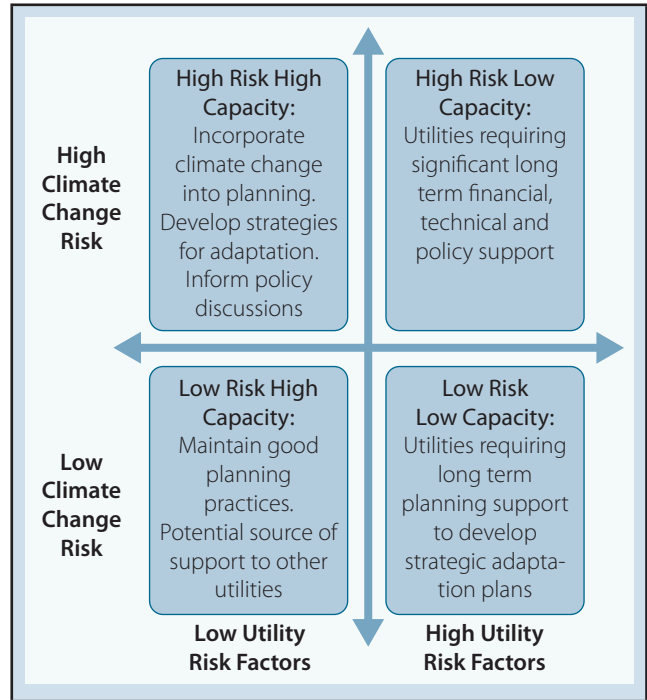 High Climate Change Risk
High Risk High
Capacity:
Incorporate
climate change
into planning.
Develop strategies
for adaptation.
Inform policy
discussions
High Risk Low
Capacity:
Utilities requiring
significant long
term financial,
technical and
policy support
Low
Climate
Change
Risk
Low Risk High
Capacity:
Maintain good
planning
practices.
Potential source of
support to other
utilities
Low Risk
Low Capacity:
Utilities requiring
long term
planning support
to develop
strategic adapta-
tion plans
Low Utility
Risk Factors
High Utility
Risk Factors